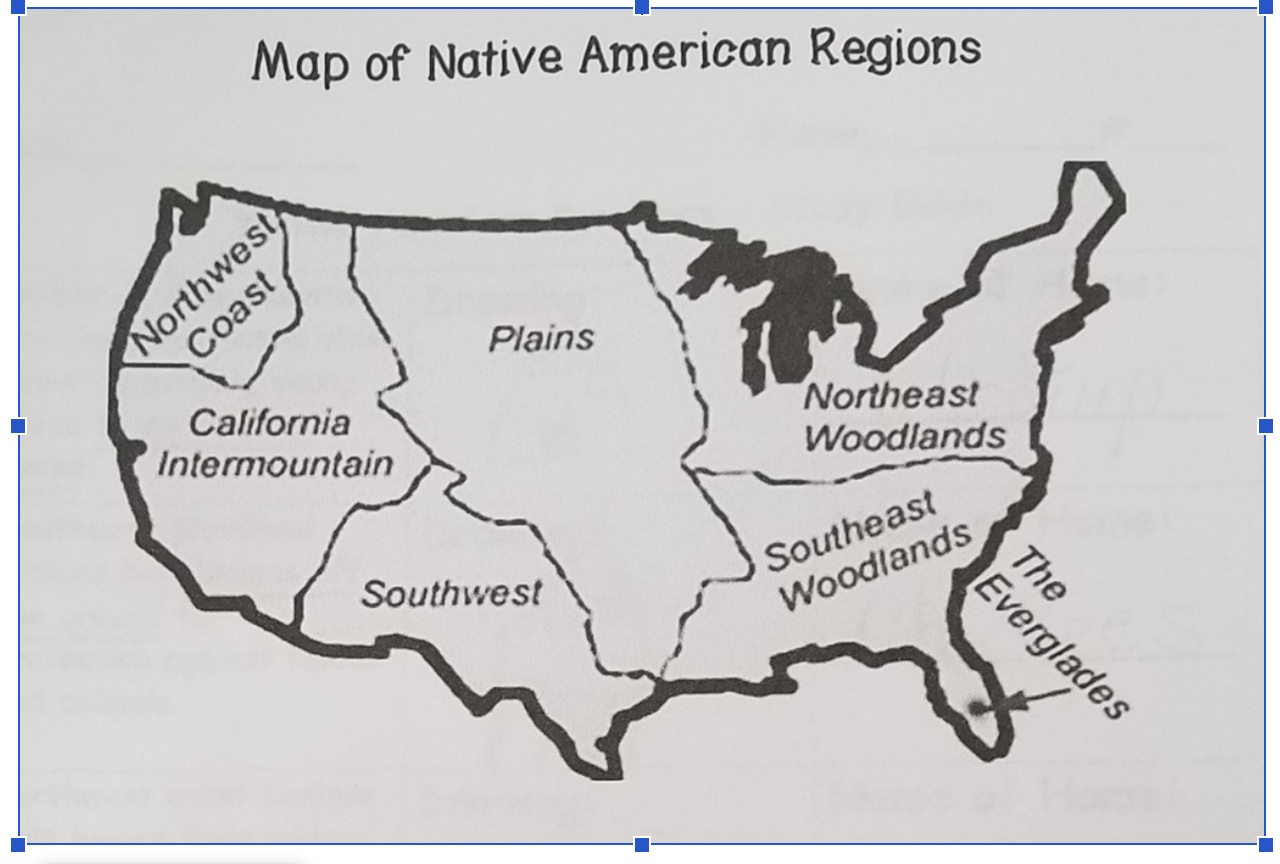 Map of Native American Regions
Northwest
Coast
Plains
California
Intermountain
Northeast
Woodlands
Southeast
Woodlands
Southwest
The
Everglades